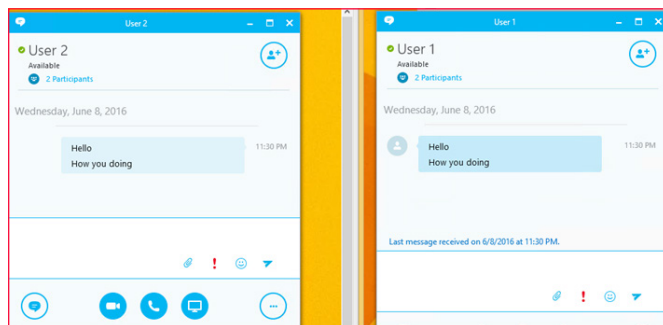 User 2
User 2
Available
2 Participants
Wednesday, June 8, 2016
Hello
How you doing
11:30 PM
User 1
User 1
Available
2 Participants
Wednesday, June 8, 2016
Hello
How you doing
11:30 PM
Last message received on 6/8/2016 at 11:30 PM.